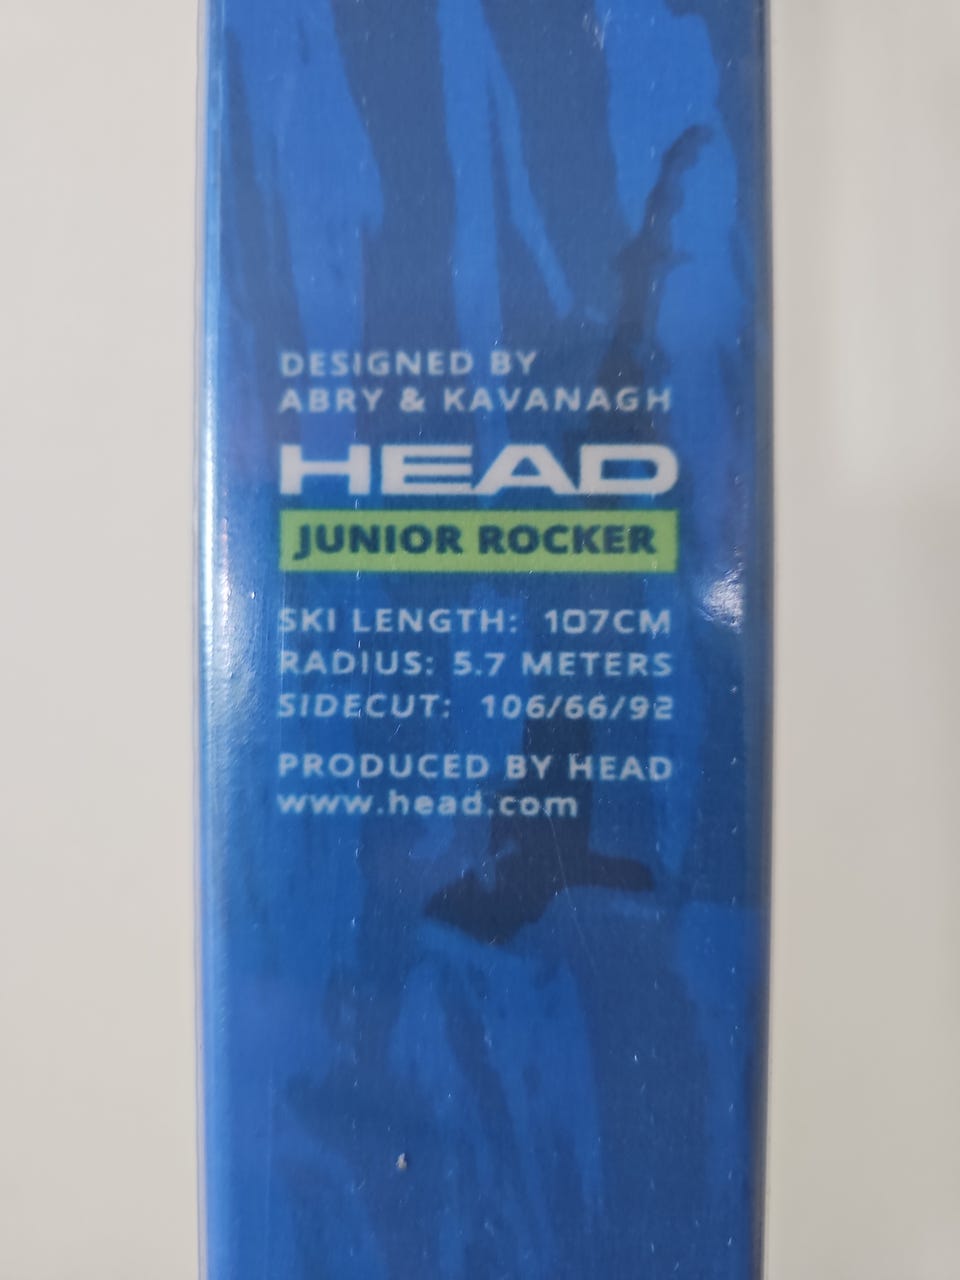 DESIGNED BY
ABRY & KAVANAGH
HEAD
JUNIOR ROCKER
SKI LENGTH: 107CM
RADIUS: 5.7 METERS
SIDECUT: 106/66/92
PRODUCED BY HEAD
www.head.com